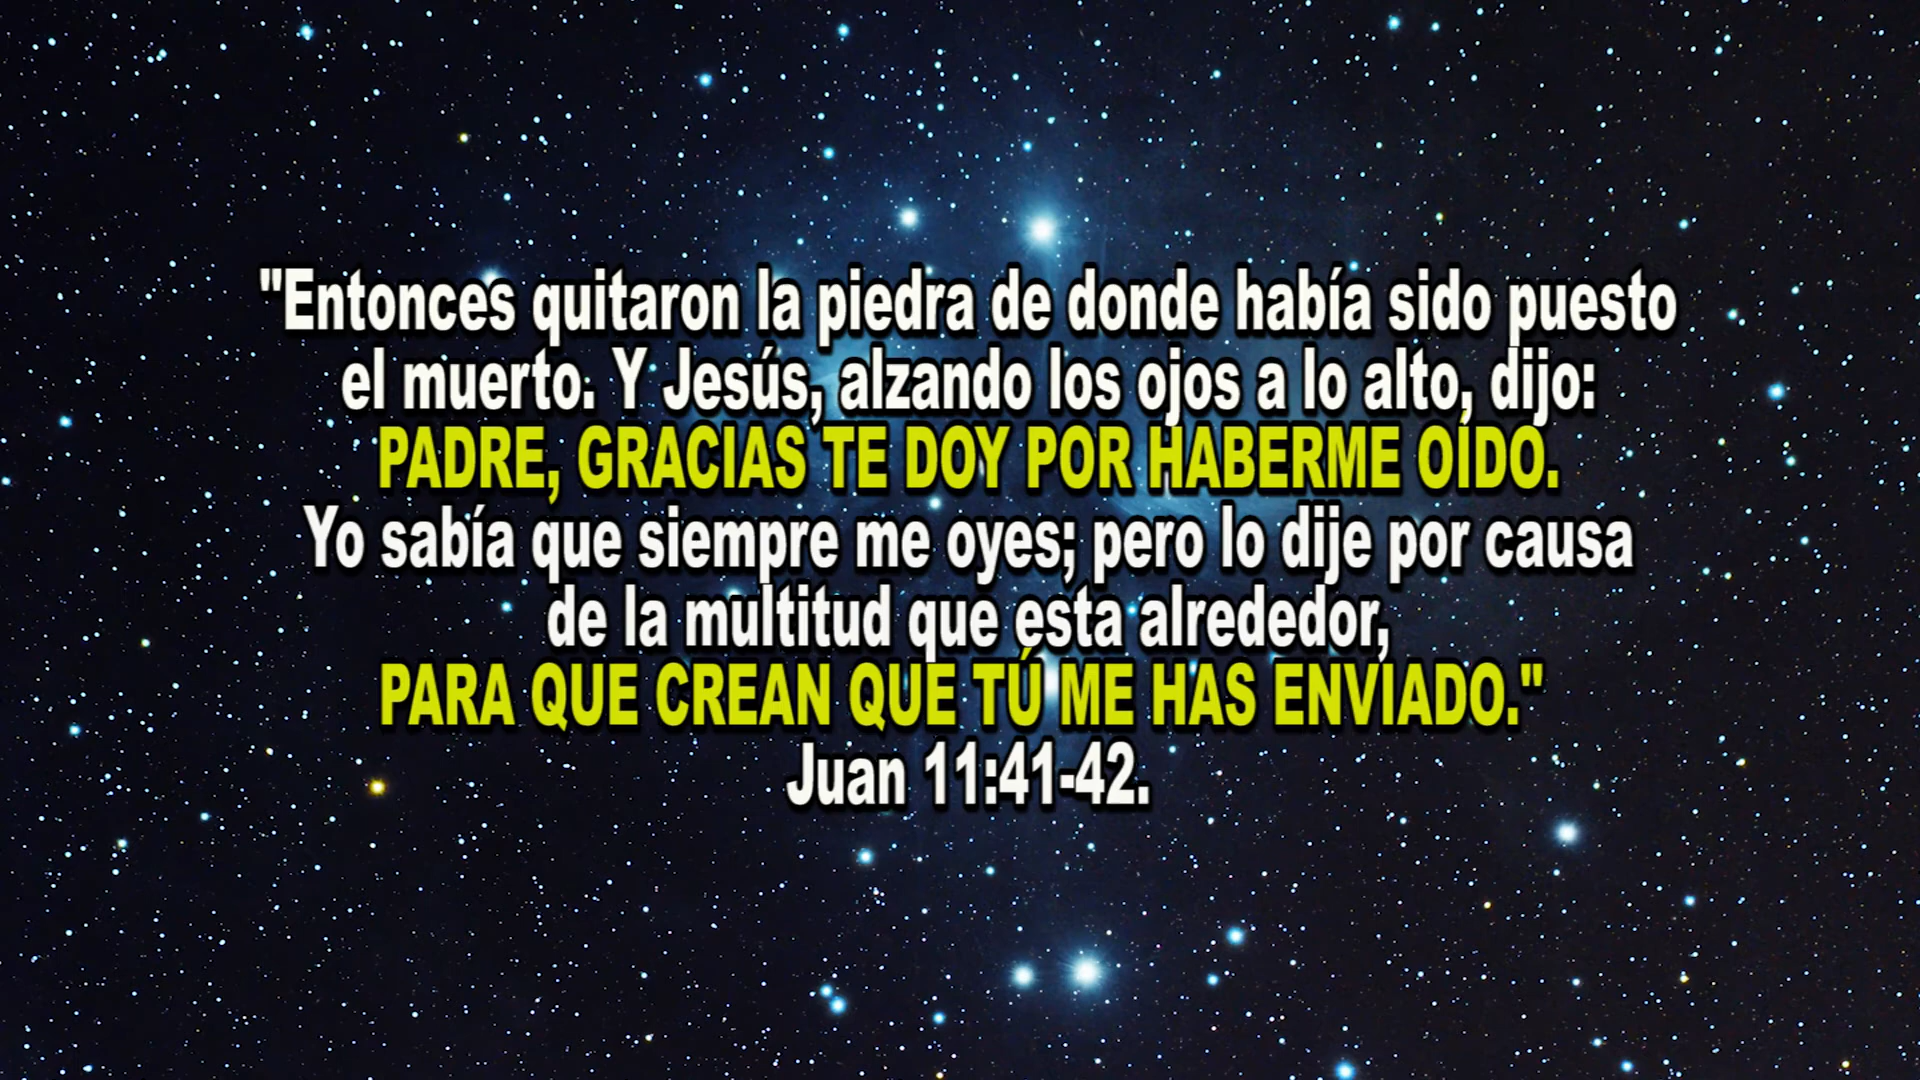 "Entonces quitaron la piedra de donde había sido puesto
el muerto. Y Jesús, alzando los ojos a lo alto, dijo:
PADRE, GRACIAS TE DOY POR HABERME OÍDO.
Yo sabía que siempre me oyes; pero lo dije por causa
de la multitud que esta alrededor,
PARA QUE CREAN QUE TÚ ME HAS ENVIADO."
Juan 11:41-42.